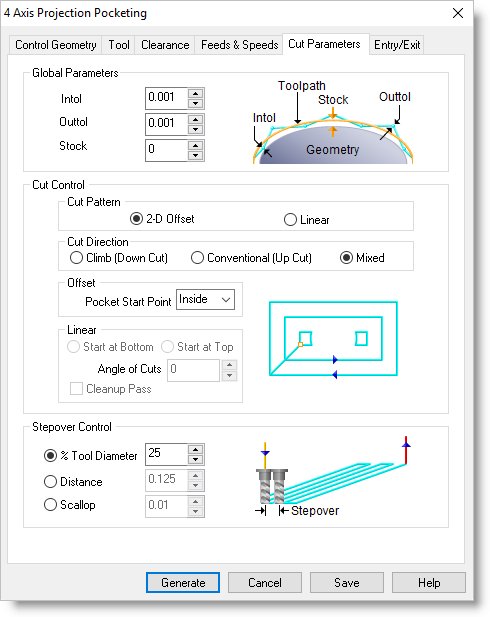 4 Axis Projection Pocketing
Control Geometry Tool Clearance Feeds & Speeds Cut Parameters Entry/Exit
Global Parameters
Intol 0.001
Outtol 0.001
Stock 0
Toolpath
Stock
Outtol
Intol
Geometry
Cut Control
Cut Pattern
2-D Offset Linear
Cut Direction
Climb (Down Cut) Conventional (Up Cut) Mixed
Offset
Pocket Start Point Inside
Linear
Start at Bottom Start at Top
Angle of Cuts 0
Cleanup Pass
Stepover Control
% Tool Diameter 25
Distance 0.125
Scallop 0.01
Stepover
Generate Cancel Save Help